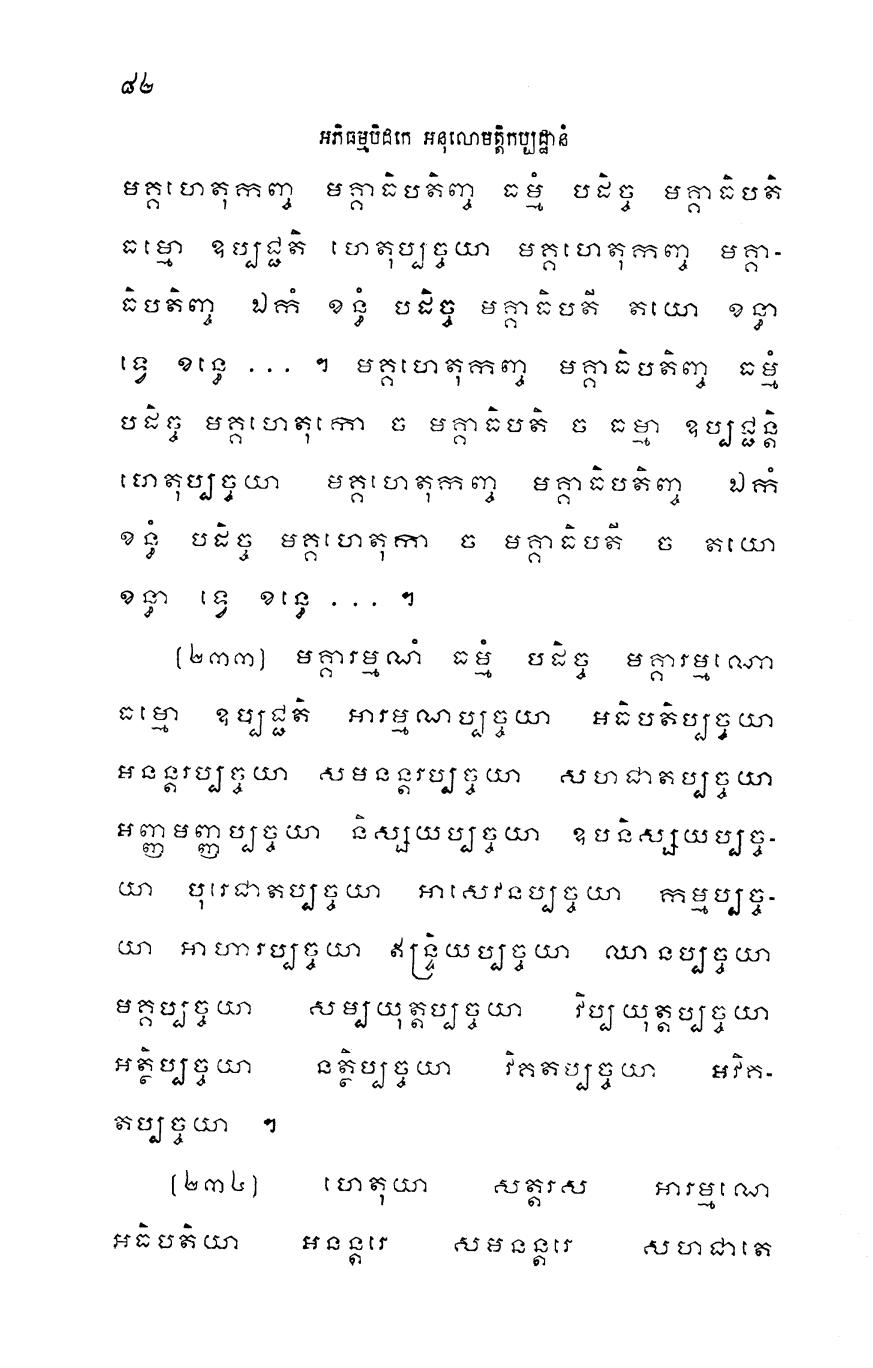 ៨២
អភិធម្មបិដកេ អនុលោមត្តិកប្បដ្ឋានំ
មគ្គហេតុកញ្ច មគ្គាធិបតិញ្ច ធម្មំ បដិច្ច មគ្គាធិបតិ
ធម្មោ ឧប្បជ្ជតិ ហេតុប្បច្ចយា មគ្គហេតុកញ្ច មគ្គា-
ធិបតិញ្ច ឯកំ ខន្ធំ បដិច្ច មគ្គាធិបតី តយោ ខន្ធា
ទ្វេ ខន្ធេ ... ។ មគ្គហេតុកញ្ច មគ្គាធិបតិញ្ច ធម្មំ
បដិច្ច មគ្គហេតុកោ ច មគ្គាធិបតិ ច ធម្មា ឧប្បជ្ជន្តិ
ហេតុប្បច្ចយា មគ្គហេតុកញ្ច មគ្គាធិបតិញ្ច ឯកំ
ខន្ធំ បដិច្ច មគ្គហេតុកា ច មគ្គាធិបតី ច តយោ
ខន្ធា ទ្វេ ខន្ធេ ... ។
(២៣៣) មគ្គារម្មណំ ធម្មំ បដិច្ច មគ្គារម្មណោ
ធម្មោ ឧប្បជ្ជតិ អារម្មណប្បច្ចយា អធិបតិប្បច្ចយា
អនន្តរប្បច្ចយា សមនន្តរប្បច្ចយា សហជាតប្បច្ចយា
អញ្ញមញ្ញប្បច្ចយា និស្សយប្បច្ចយា ឧបនិស្សយប្បច្ច-
យា បុរេជាតប្បច្ចយា អាសេវនប្បច្ចយា កម្មប្បច្ច-
យា អាហារប្បច្ចយា ឥន្ទ្រិយប្បច្ចយា ឈានប្បច្ចយា
មគ្គប្បច្ចយា សម្បយុត្តប្បច្ចយា វិប្បយុត្តប្បច្ចយា
អត្ថិប្បច្ចយា នត្ថិប្បច្ចយា វិគតប្បច្ចយា អវិគ-
តប្បច្ចយា ។
(២៣៤) ហេតុយា សត្តរស អារម្មណេ
អធិបតិយា អនន្តរេ សមនន្តរេ សហជាតេ